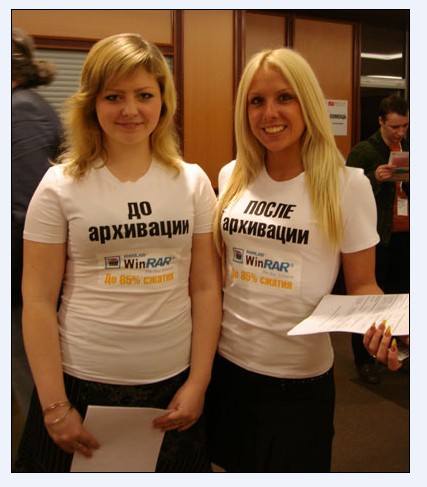 ДО
архивации
WinRAR®
До 85% сжатия
ПОСЛЕ
архивации
WinRAR®
До 85% сжатия